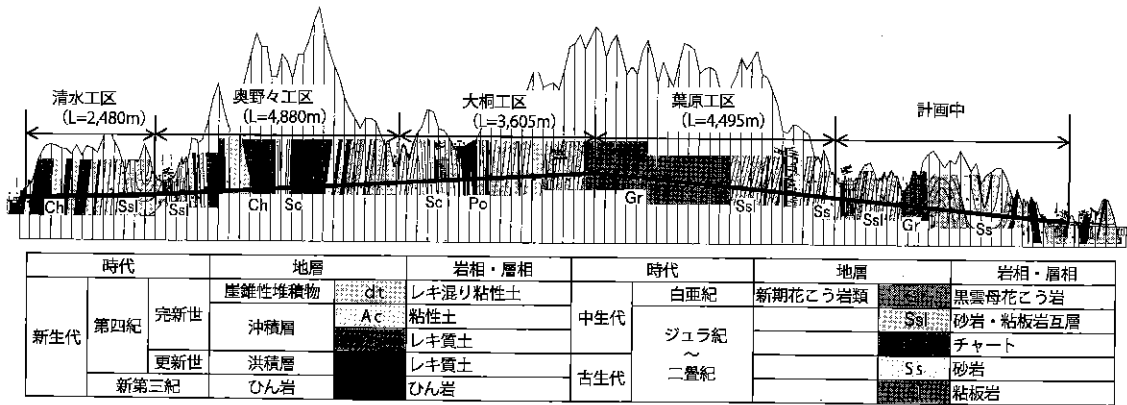 清水工区
(L=2,480m)
奥野々工区
(L=4,880m)
大桐工区
(L=3,605m)
葉原工区
(L=4,495m)
計画中
Ch Ssl Ssl Ch Sc Sc Po Gr Ssl Ss Ssl Gr Ss
時代 地層 岩相・層相 時代 地層 岩相・層相
新生代 第四紀 完新世 崖錐性堆積物 dt レキ混り粘性土
沖積層 Ac 粘性土
レキ質土
更新世 洪積層 レキ質土
新第三紀 ひん岩 ひん岩
中生代 白亜紀 新期花こう岩類 黒雲母花こう岩
ジュラ紀 〜 二畳紀 Ssl 砂岩・粘板岩互層
チャート
古生代 Ss 砂岩
粘板岩